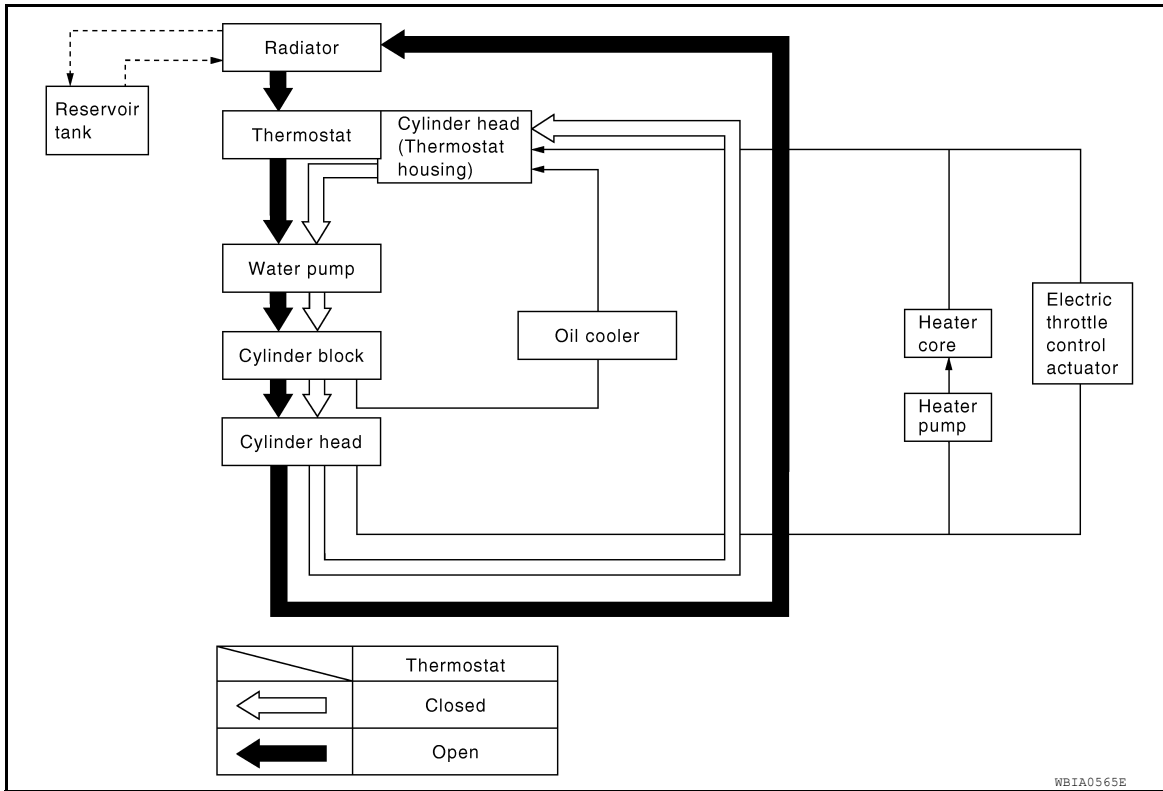 Radiator
Reservoir
tank
Thermostat
Cylinder head
(Thermostat
housing)
Water pump
Cylinder block
Oil cooler
Heater
core
Electric
throttle
control
actuator
Heater
pump
Cylinder head
Thermostat
Closed
Open
WBIA0565E